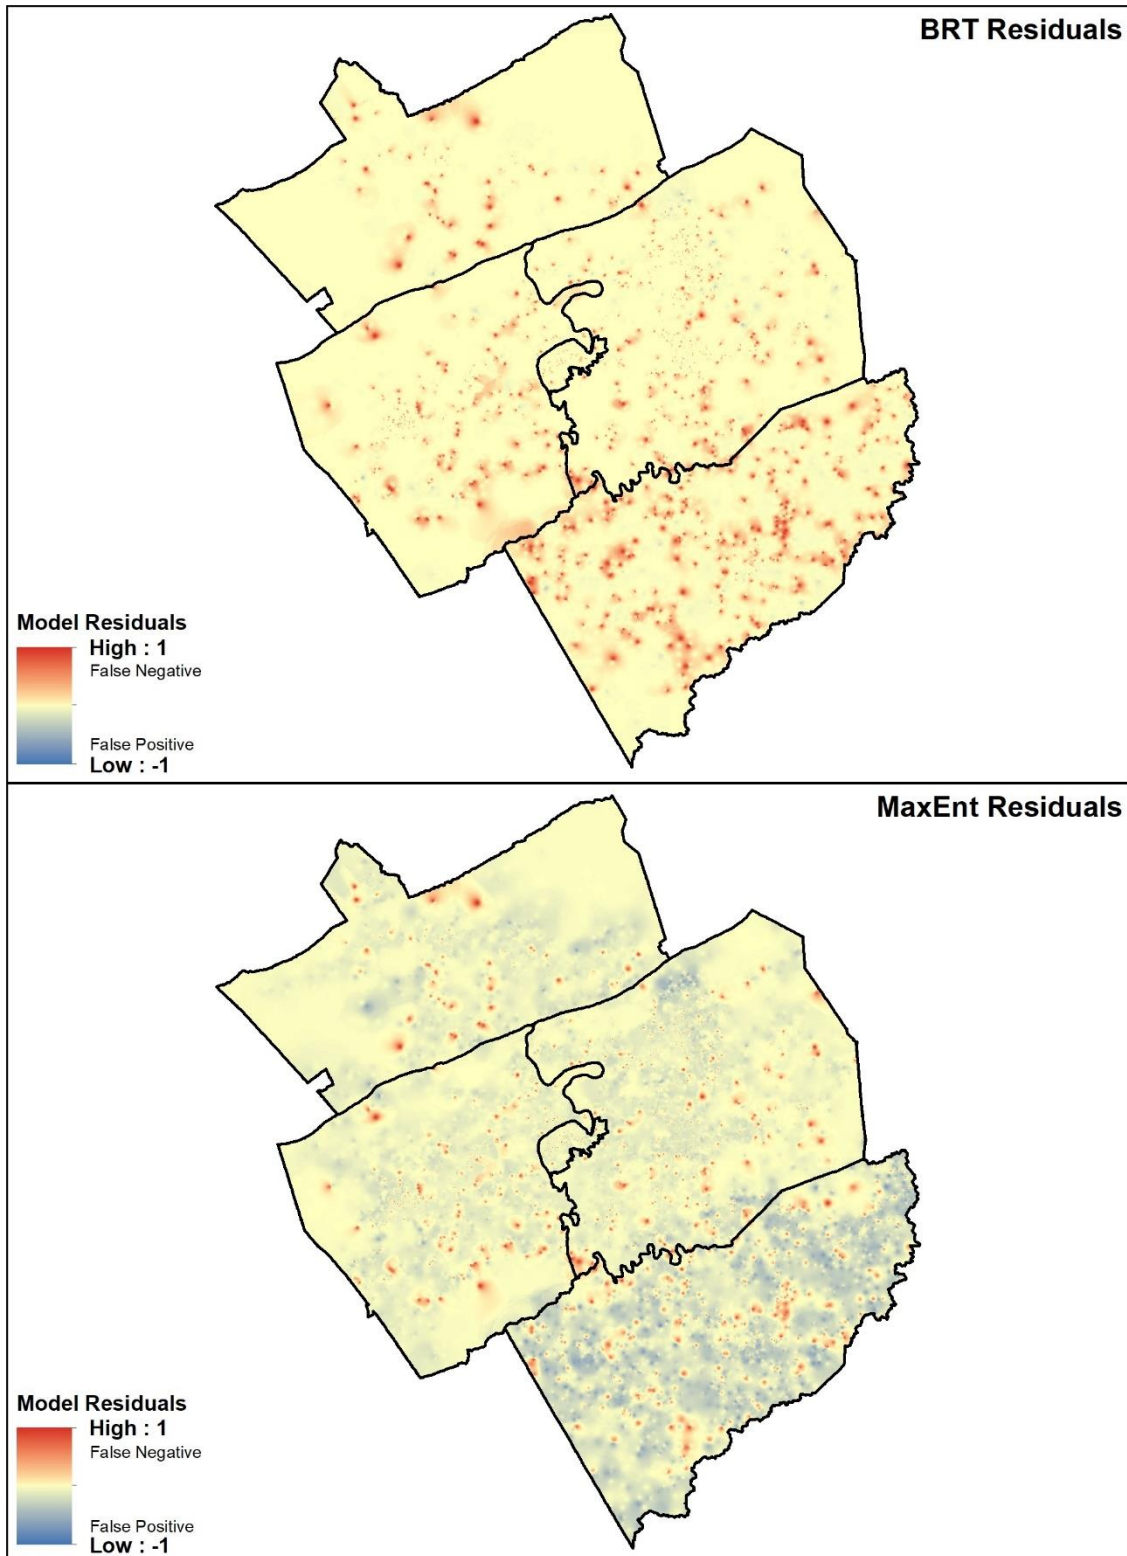 BRT Residuals
Model Residuals
High : 1
False Negative
False Positive
Low : -1
MaxEnt Residuals
Model Residuals
High : 1
False Negative
False Positive
Low : -1